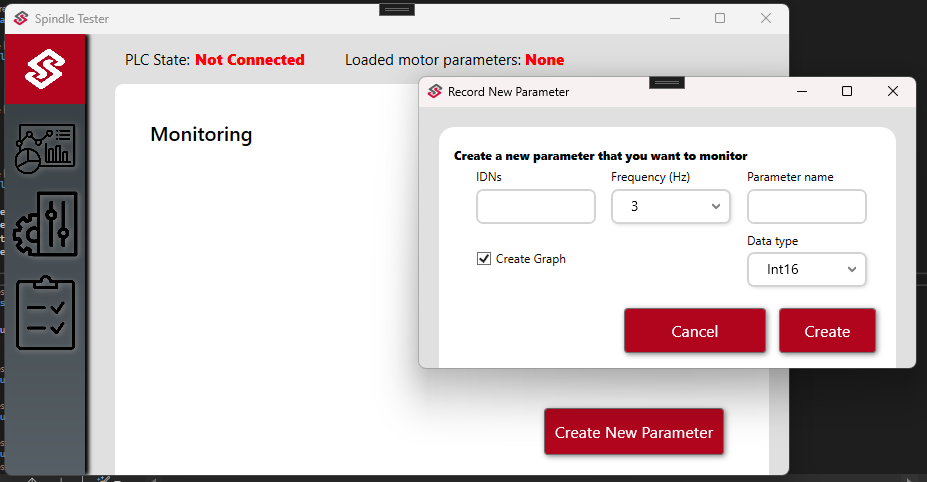 Spindle Tester
PLC State: Not Connected
Loaded motor parameters: None
Monitoring
Create New Parameter
Record New Parameter
Create a new parameter that you want to monitor
IDNs
Frequency (Hz)
Parameter name
3
Create Graph
Data type
Int16
Cancel
Create